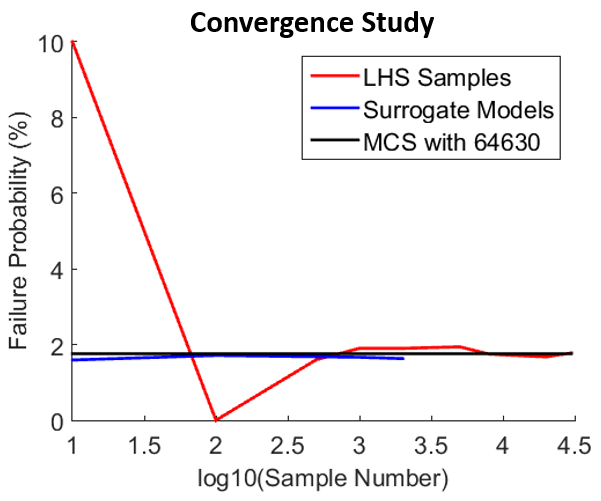 Convergence Study
LHS Samples
Surrogate Models
MCS with 64630
Failure Probability (%)
10
8
6
4
2
0
1 1.5 2 2.5 3 3.5 4 4.5
log10(Sample Number)